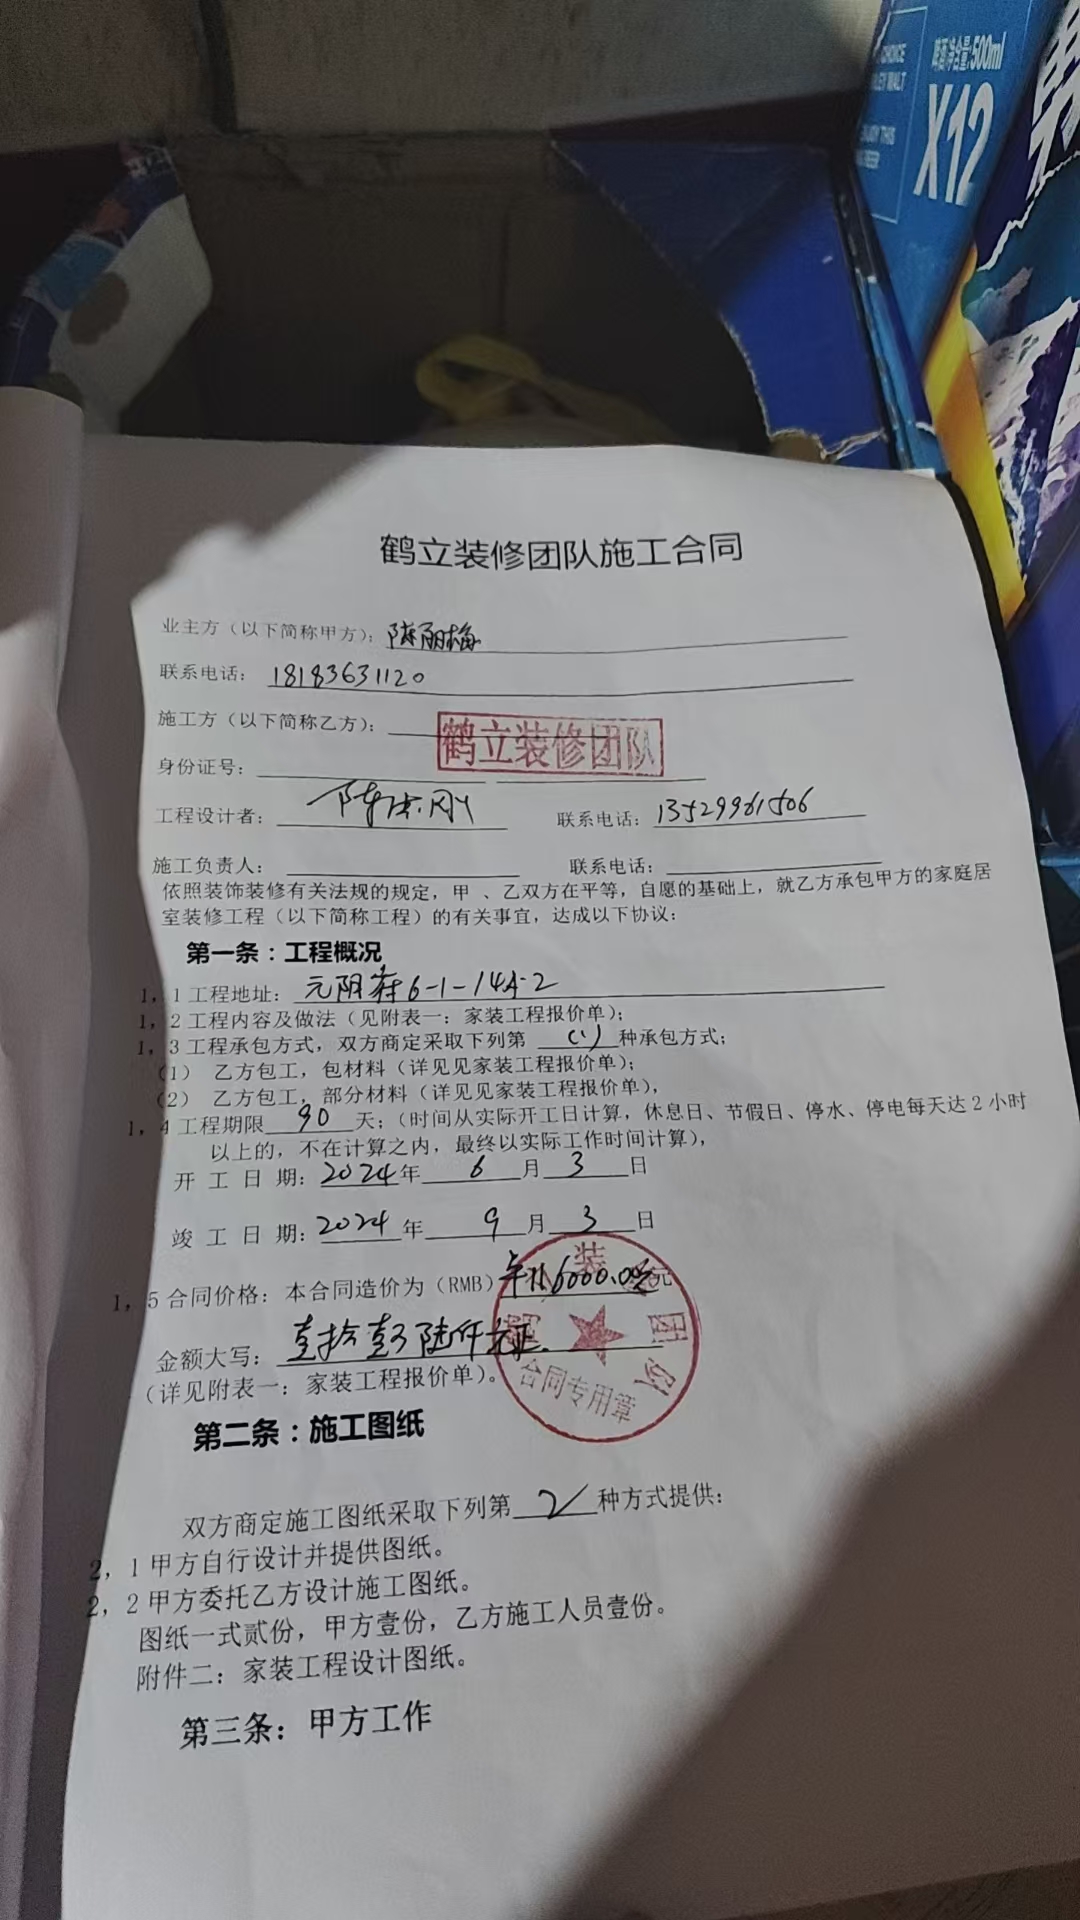 CHOICE
啤酒净含量:500ml
X12
鹤立装修团队施工合同
业主方（以下简称甲方）：陈丽梅
联系电话： 18183631120
施工方（以下简称乙方）： 鹤立装修团队
身份证号：
工程设计者： 联系电话：13529961506
施工负责人： 联系电话：
依照装饰装修有关法规的规定，甲 、乙双方在平等，自愿的基础上，就乙方承包甲方的家庭居
室装修工程（以下简称工程）的有关事宜，达成以下协议：
第一条：工程概况
1，1 工程地址： 元阴 6-1-14A-2
1，2 工程内容及做法（见附表一：家装工程报价单）；
1，3 工程承包方式，双方商定采取下列第 （1） 种承包方式；
（1） 乙方包工，包材料（详见见家装工程报价单）；
（2） 乙方包工，部分材料（详见见家装工程报价单），
1，4 工程期限 90 天；（时间从实际开工日计算，休息日、节假日、停水、停电每天达 2 小时
以上的，不在计算之内，最终以实际工作时间计算），
开 工 日 期：2024年 6 月 3 日
竣 工 日 期：2024 年 9 月 3 日
1，5 合同价格：本合同造价为（RMB） 6000.00 元
金额大写： 壹拾 陆仟元正.
（详见附表一：家装工程报价单）。
装 团队
合同专用章
第二条：施工图纸
双方商定施工图纸采取下列第 2 种方式提供：
2，1 甲方自行设计并提供图纸。
2，2 甲方委托乙方设计施工图纸。
图纸一式贰份，甲方壹份，乙方施工人员壹份。
附件二：家装工程设计图纸。
第三条：甲方工作